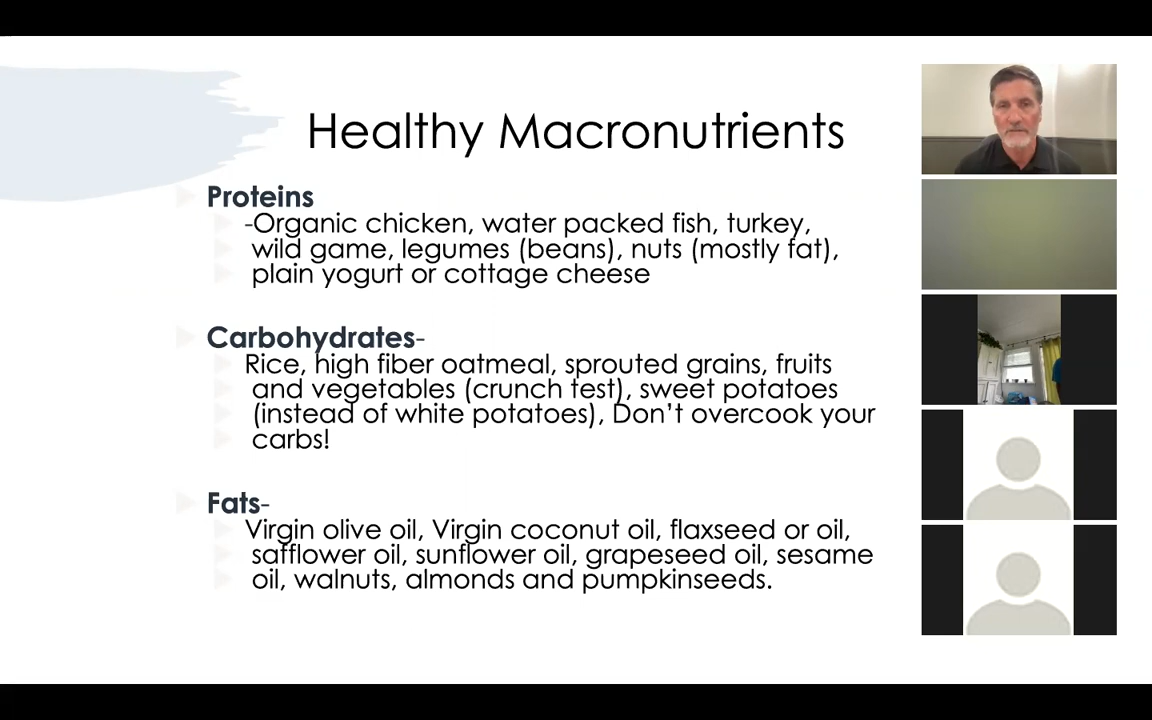 Healthy Macronutrients
Proteins
-Organic chicken, water packed fish, turkey,
wild game, legumes (beans), nuts (mostly fat),
plain yogurt or cottage cheese
Carbohydrates-
Rice, high fiber oatmeal, sprouted grains, fruits
and vegetables (crunch test), sweet potatoes
(instead of white potatoes), Don’t overcook your
carbs!
Fats-
Virgin olive oil, Virgin coconut oil, flaxseed or oil,
safflower oil, sunflower oil, grapeseed oil, sesame
oil, walnuts, almonds and pumpkinseeds.